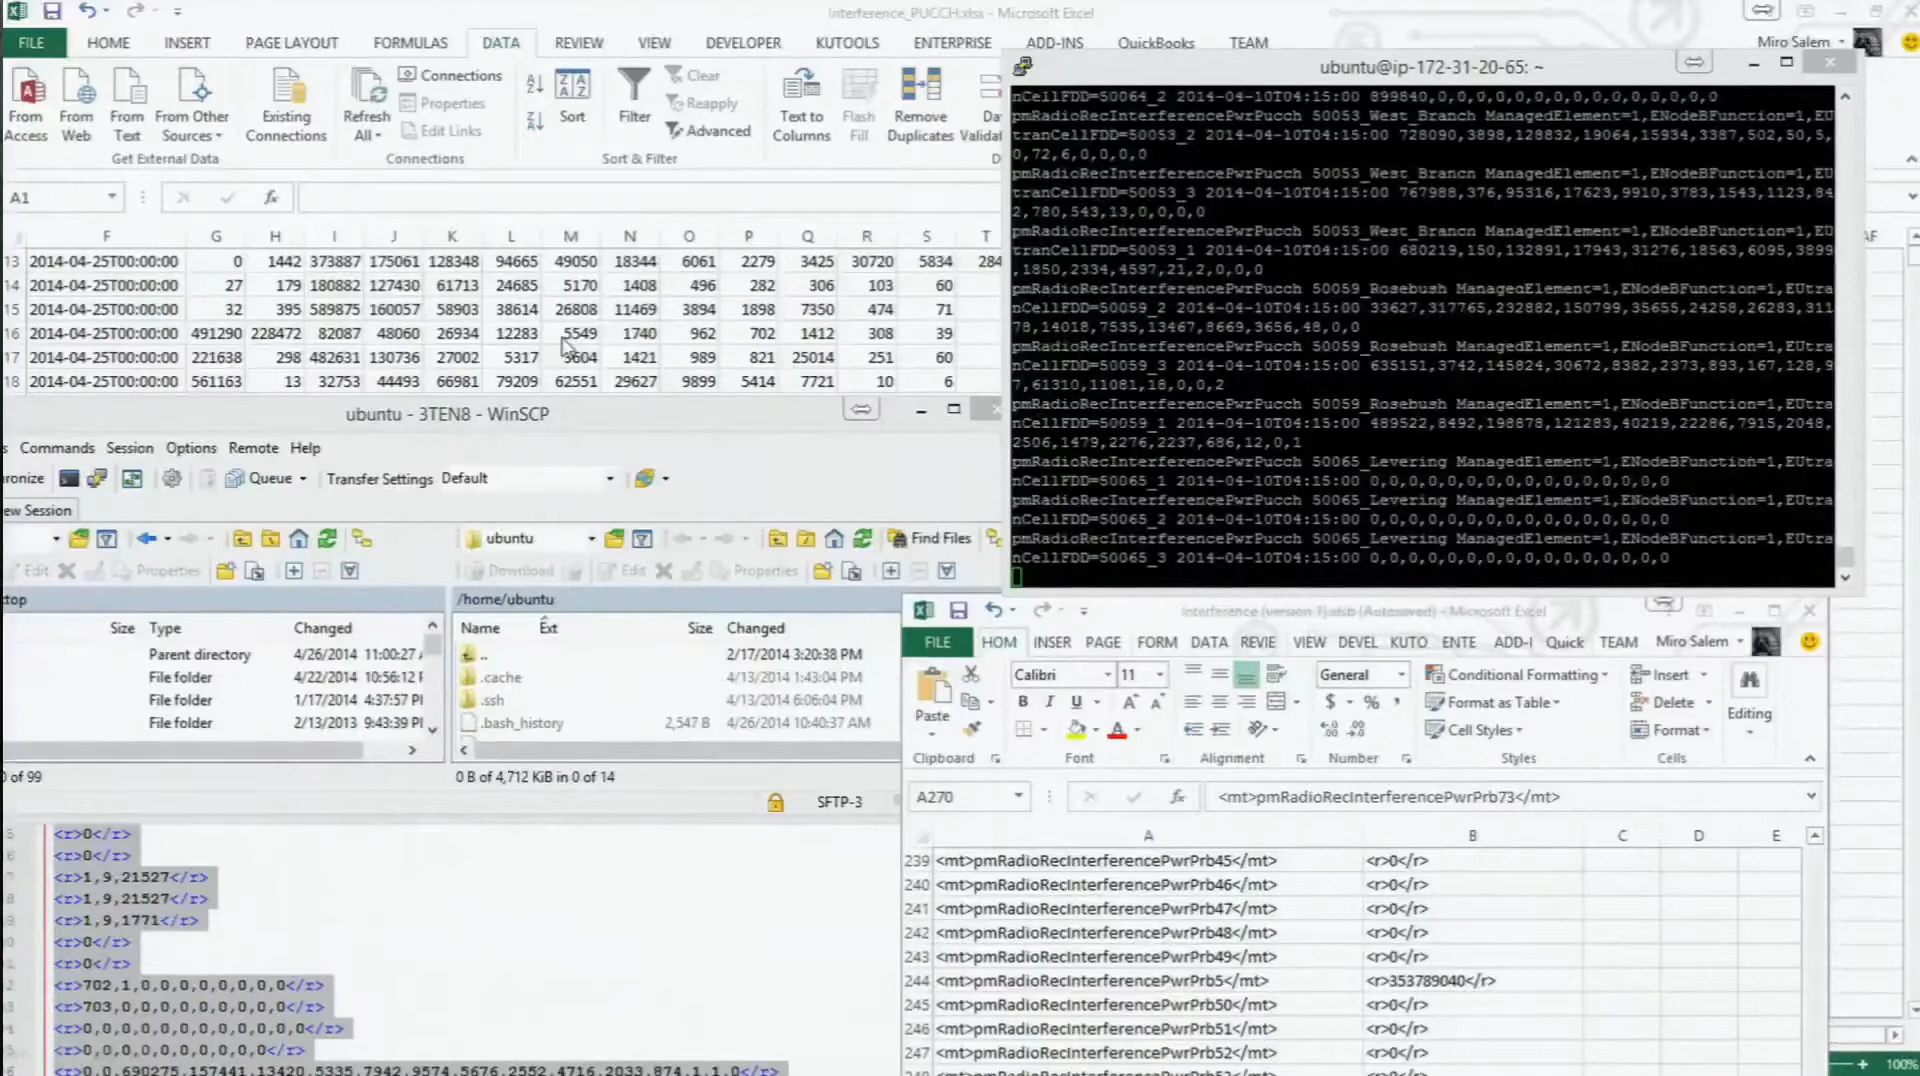 Interference_PUCCH.xlsx - Microsoft Excel
FILE HOME INSERT PAGE LAYOUT FORMULAS DATA REVIEW VIEW DEVELOPER KUTOOLS ENTERPRISE ADD-INS QuickBooks TEAM Miro Salem
From Access From Web From Text From Other Sources Existing Connections Refresh All Connections Properties Edit Links Sort Filter Clear Reapply Advanced Text to Columns Flash Fill Remove Duplicates
Get External Data Connections Sort & Filter
A1
F G H I J K L M N O P Q R S T
13 2014-04-25T00:00:00 0 1442 373887 175061 128348 94665 49050 18344 6061 2279 3425 30720 5834 284
14 2014-04-25T00:00:00 27 179 180882 127430 61713 24685 5170 1408 496 282 306 103 60
15 2014-04-25T00:00:00 32 395 589875 160057 58903 38614 26808 11469 3894 1898 7350 474 71
16 2014-04-25T00:00:00 491290 228472 82087 48060 26934 12283 5549 1740 962 702 1412 308 39
17 2014-04-25T00:00:00 221638 298 482631 130736 27002 5317 3604 1421 989 821 25014 251 60
18 2014-04-25T00:00:00 561163 13 32753 44493 66981 79209 62551 29627 9899 5414 7721 10 6
ubuntu@ip-172-31-20-65: ~
nCellFDD=50064_2 2014-04-10T04:15:00 899840,0,0,0,0,0,0,0,0,0,0,0,0,0,0,0
pmRadioRecInterferencePwrPucch 50053_West_Branch ManagedElement=1,ENodeBFunction=1,EU
tranCellFDD=50053_2 2014-04-10T04:15:00 728090,3898,128832,19064,15934,3387,502,50,5,
0,72,6,0,0,0,0
pmRadioRecInterferencePwrPucch 50053_West_Branch ManagedElement=1,ENodeBFunction=1,EU
tranCellFDD=50053_3 2014-04-10T04:15:00 767988,376,95316,17623,9910,3783,1543,1123,84
2,780,543,13,0,0,0,0
pmRadioRecInterferencePwrPucch 50053_West_Branch ManagedElement=1,ENodeBFunction=1,EU
tranCellFDD=50053_1 2014-04-10T04:15:00 680219,150,132891,17943,31276,18563,6095,3899
,1850,2334,4597,21,2,0,0,0
pmRadioRecInterferencePwrPucch 50059_Rosebush ManagedElement=1,ENodeBFunction=1,EUtra
nCellFDD=50059_2 2014-04-10T04:15:00 33627,317765,232882,150799,35655,24258,26283,311
78,14018,7535,13467,8669,3656,48,0,0
pmRadioRecInterferencePwrPucch 50059_Rosebush ManagedElement=1,ENodeBFunction=1,EUtra
nCellFDD=50059_3 2014-04-10T04:15:00 635151,3742,145824,30672,8382,2373,893,167,128,9
7,61310,11081,18,0,0,2
pmRadioRecInterferencePwrPucch 50059_Rosebush ManagedElement=1,ENodeBFunction=1,EUtra
nCellFDD=50059_1 2014-04-10T04:15:00 489522,8492,198878,121283,40219,22286,7915,2048,
2506,1479,2276,2237,686,12,0,1
pmRadioRecInterferencePwrPucch 50065_Levering ManagedElement=1,ENodeBFunction=1,EUtra
nCellFDD=50065_1 2014-04-10T04:15:00 0,0,0,0,0,0,0,0,0,0,0,0,0,0,0,0
pmRadioRecInterferencePwrPucch 50065_Levering ManagedElement=1,ENodeBFunction=1,EUtra
nCellFDD=50065_2 2014-04-10T04:15:00 0,0,0,0,0,0,0,0,0,0,0,0,0,0,0,0
pmRadioRecInterferencePwrPucch 50065_Levering ManagedElement=1,ENodeBFunction=1,EUtra
nCellFDD=50065_3 2014-04-10T04:15:00 0,0,0,0,0,0,0,0,0,0,0,0,0,0,0,0
ubuntu - 3TEN8 - WinSCP
Commands Session Options Remote Help
Queue Transfer Settings Default
Session
ubuntu Find Files
Edit Properties Download Edit Properties
/home/ubuntu
Size Type Changed Name Ext Size Changed
Parent directory 4/26/2014 11:00:27 .. 2/17/2014 3:20:38 PM
File folder 4/22/2014 10:56:12 .cache 4/13/2014 1:43:04 PM
File folder 1/17/2014 4:37:57 .ssh 4/13/2014 6:06:04 PM
File folder 2/13/2013 9:43:39 .bash_history 2,547 B 4/26/2014 10:40:37 AM
0 of 99 0 B of 4,712 KiB in 0 of 14
SFTP-3
<r>0</r>
<r>0</r>
<r>1,9,21527</r>
<r>1,9,21527</r>
<r>1,9,1771</r>
<r>0</r>
<r>0</r>
<r>702,1,0,0,0,0,0,0,0,0</r>
<r>703,0,0,0,0,0,0,0,0,0</r>
<r>0,0,0,0,0,0,0,0,0,0,0,0</r>
<r>0,0,0,0,0,0,0,0,0,0</r>
<r>0,0,690275,157441,13420,5335,7942,9574,5676,2552,4716,2033,874,1,1,0</r>
Interference (version 1).xlsb (Autosaved) - Microsoft Excel
FILE HOM INSER PAGE FORM DATA REVIE VIEW DEVEL KUTO ENTE ADD-I Quick TEAM Miro Salem
Paste Calibri 11 General Conditional Formatting Insert
Format as Table Delete Editing
Cell Styles Format
Clipboard Font Alignment Number Styles Cells
A270 <mt>pmRadioRecInterferencePwrPrb73</mt>
A B C D E
239 <mt>pmRadioRecInterferencePwrPrb45</mt> <r>0</r>
240 <mt>pmRadioRecInterferencePwrPrb46</mt> <r>0</r>
241 <mt>pmRadioRecInterferencePwrPrb47</mt> <r>0</r>
242 <mt>pmRadioRecInterferencePwrPrb48</mt> <r>0</r>
243 <mt>pmRadioRecInterferencePwrPrb49</mt> <r>0</r>
244 <mt>pmRadioRecInterferencePwrPrb5</mt> <r>353789040</r>
245 <mt>pmRadioRecInterferencePwrPrb50</mt> <r>0</r>
246 <mt>pmRadioRecInterferencePwrPrb51</mt> <r>0</r>
247 <mt>pmRadioRecInterferencePwrPrb52</mt> <r>0</r>
100%